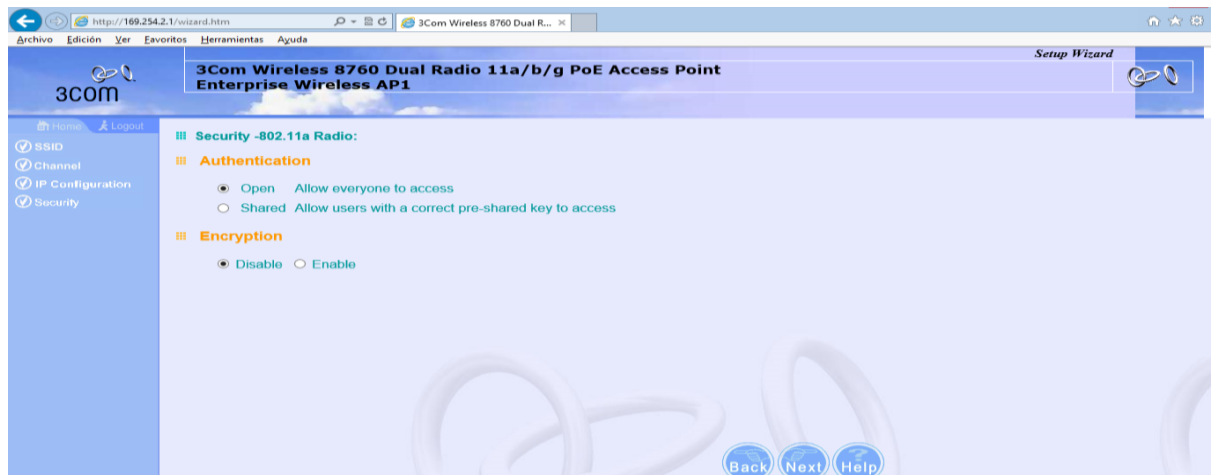 http://169.254.2.1/wizard.htm
3Com Wireless 8760 Dual R...
Archivo Edición Ver Favoritos Herramientas Ayuda
Setup Wizard
3com
3Com Wireless 8760 Dual Radio 11a/b/g PoE Access Point
Enterprise Wireless AP1
Home Logout
SSID
Channel
IP Configuration
Security
Security -802.11a Radio:
Authentication
Open Allow everyone to access
Shared Allow users with a correct pre-shared key to access
Encryption
Disable Enable
Back Next Help